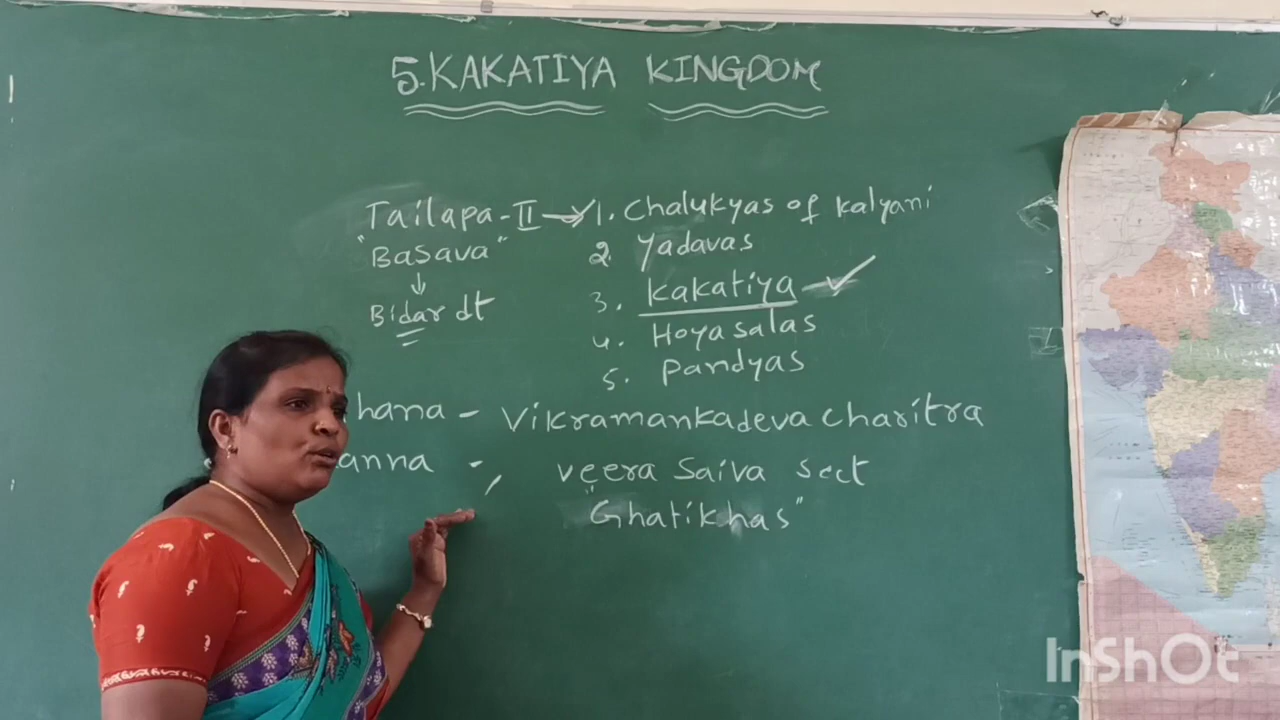 5. KAKATIYA KINGDOM
Tailapa-II → 1. Chalukyas of Kalyani
"Basava" 2. Yadavas
↓ 3. Kakatiya ✓
Bidar dt 4. Hoyasalas
5. Pandyas
hana - Vikramankadeva Charitra
anna - Veera Saiva sect
"Ghatikhas"
InShOt